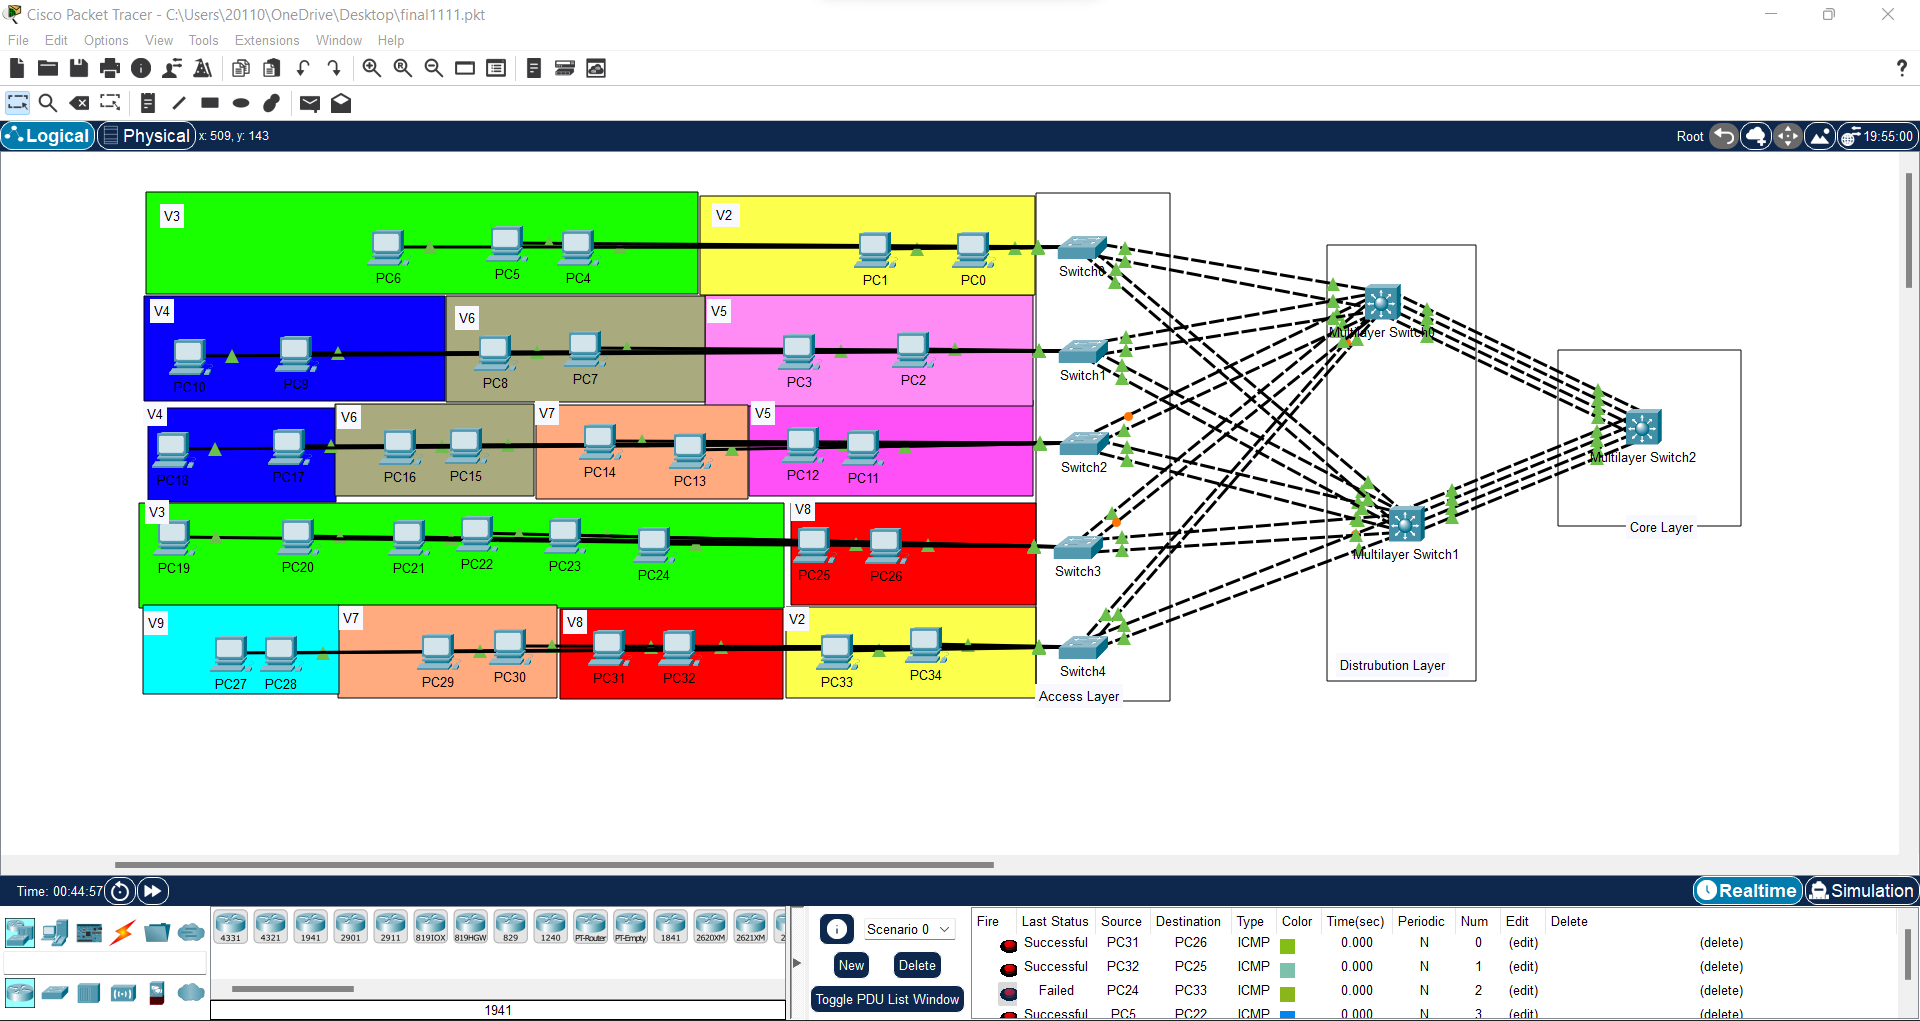 Cisco Packet Tracer - C:\Users\20110\OneDrive\Desktop\final1111.pkt
File Edit Options View Tools Extensions Window Help
?
Logical Physical x: 509, y: 143 Root 19:55:00
V3 V2
PC6 PC5 PC4 PC1 PC0 Switch0
V4 V6 V5
PC10 PC9 PC8 PC7 PC3 PC2 Switch1
Multilayer Switch0
V4 V6 V7 V5
PC18 PC17 PC16 PC15 PC14 PC13 PC12 PC11 Switch2
Multilayer Switch2
Core Layer
V3 V8
PC19 PC20 PC21 PC22 PC23 PC24 PC25 PC26 Switch3
Multilayer Switch1
V9 V7 V8 V2
PC27 PC28 PC29 PC30 PC31 PC32 PC33 PC34 Switch4
Distrubution Layer
Access Layer
Time: 00:44:57 Realtime Simulation
4331 4321 1941 2901 2911 819IOX 819HGW 829 1240 PT-Router PT-Empty 1841 2620XM 2621XM 2
1941
Scenario 0
New Delete
Toggle PDU List Window
Fire Last Status Source Destination Type Color Time(sec) Periodic Num Edit Delete
Successful PC31 PC26 ICMP 0.000 N 0 (edit) (delete)
Successful PC32 PC25 ICMP 0.000 N 1 (edit) (delete)
Failed PC24 PC33 ICMP 0.000 N 2 (edit) (delete)
Successful PC5 PC22 ICMP 0.000 N 3 (edit) (delete)